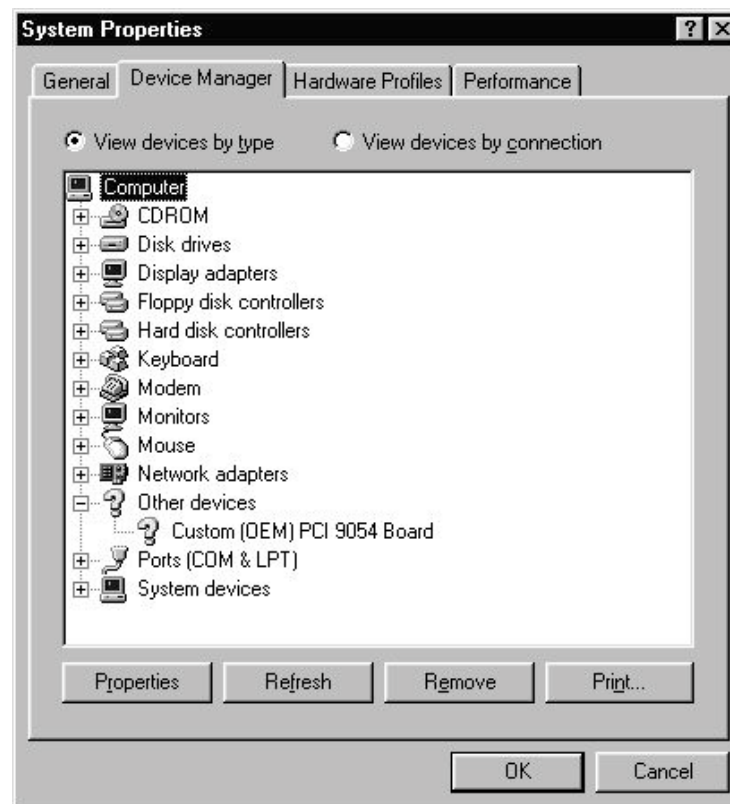 System Properties
General Device Manager Hardware Profiles Performance
View devices by type View devices by connection
Computer
CDROM
Disk drives
Display adapters
Floppy disk controllers
Hard disk controllers
Keyboard
Modem
Monitors
Mouse
Network adapters
Other devices
Custom (OEM) PCI 9054 Board
Ports (COM & LPT)
System devices
Properties Refresh Remove Print...
OK Cancel